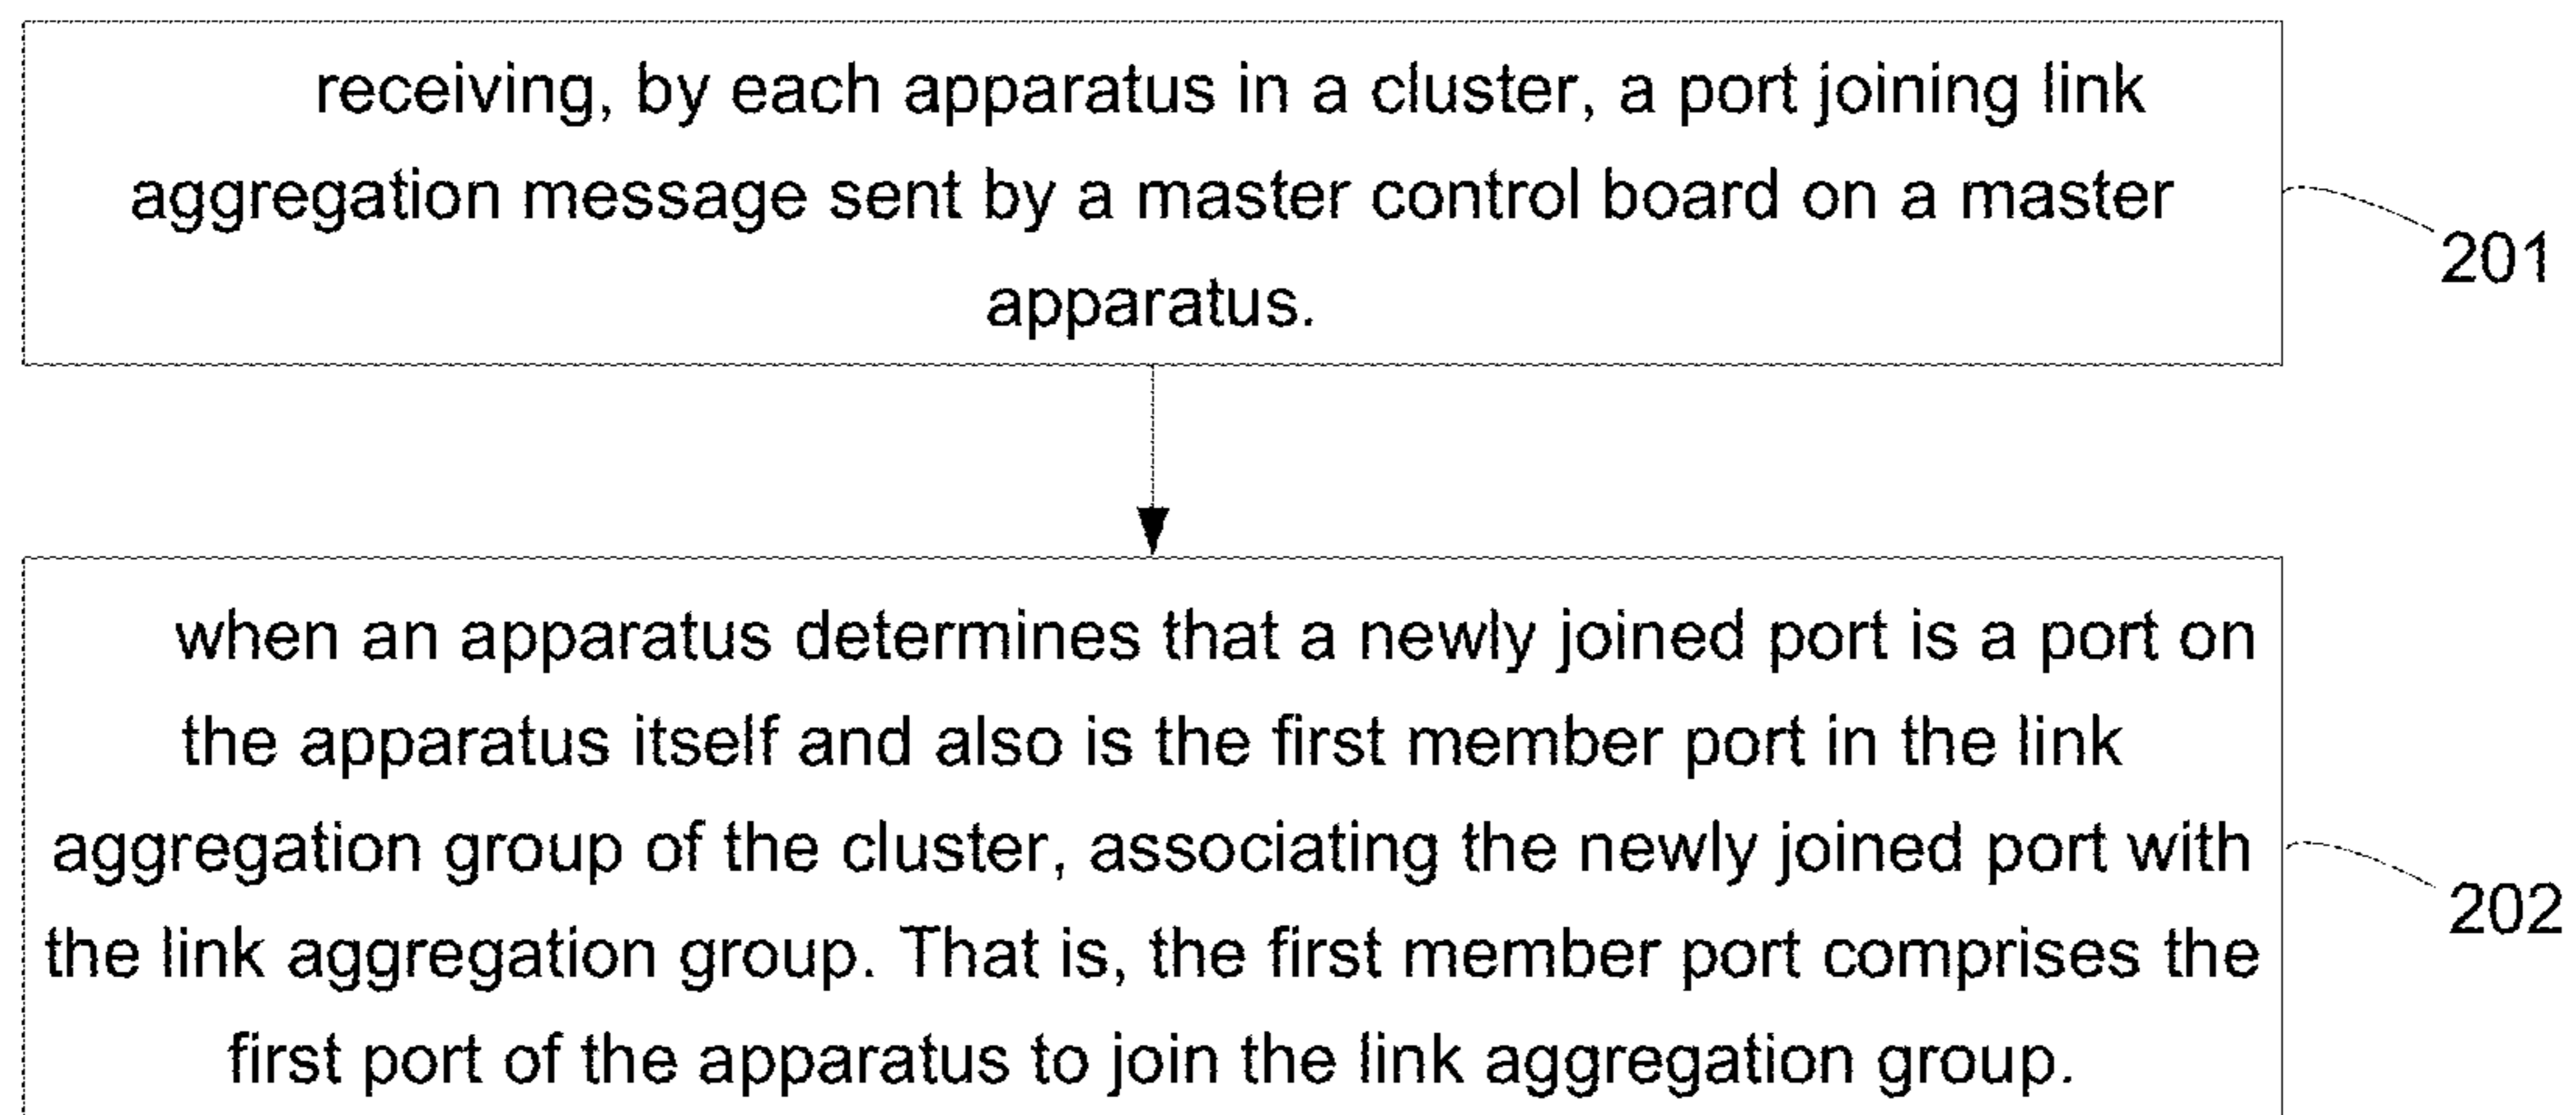 receiving, by each apparatus in a cluster, a port joining link
aggregation message sent by a master control board on a master
apparatus.
201
when an apparatus determines that a newly joined port is a port on
the apparatus itself and also is the first member port in the link
aggregation group of the cluster, associating the newly joined port with
the link aggregation group. That is, the first member port comprises the
first port of the apparatus to join the link aggregation group.
202